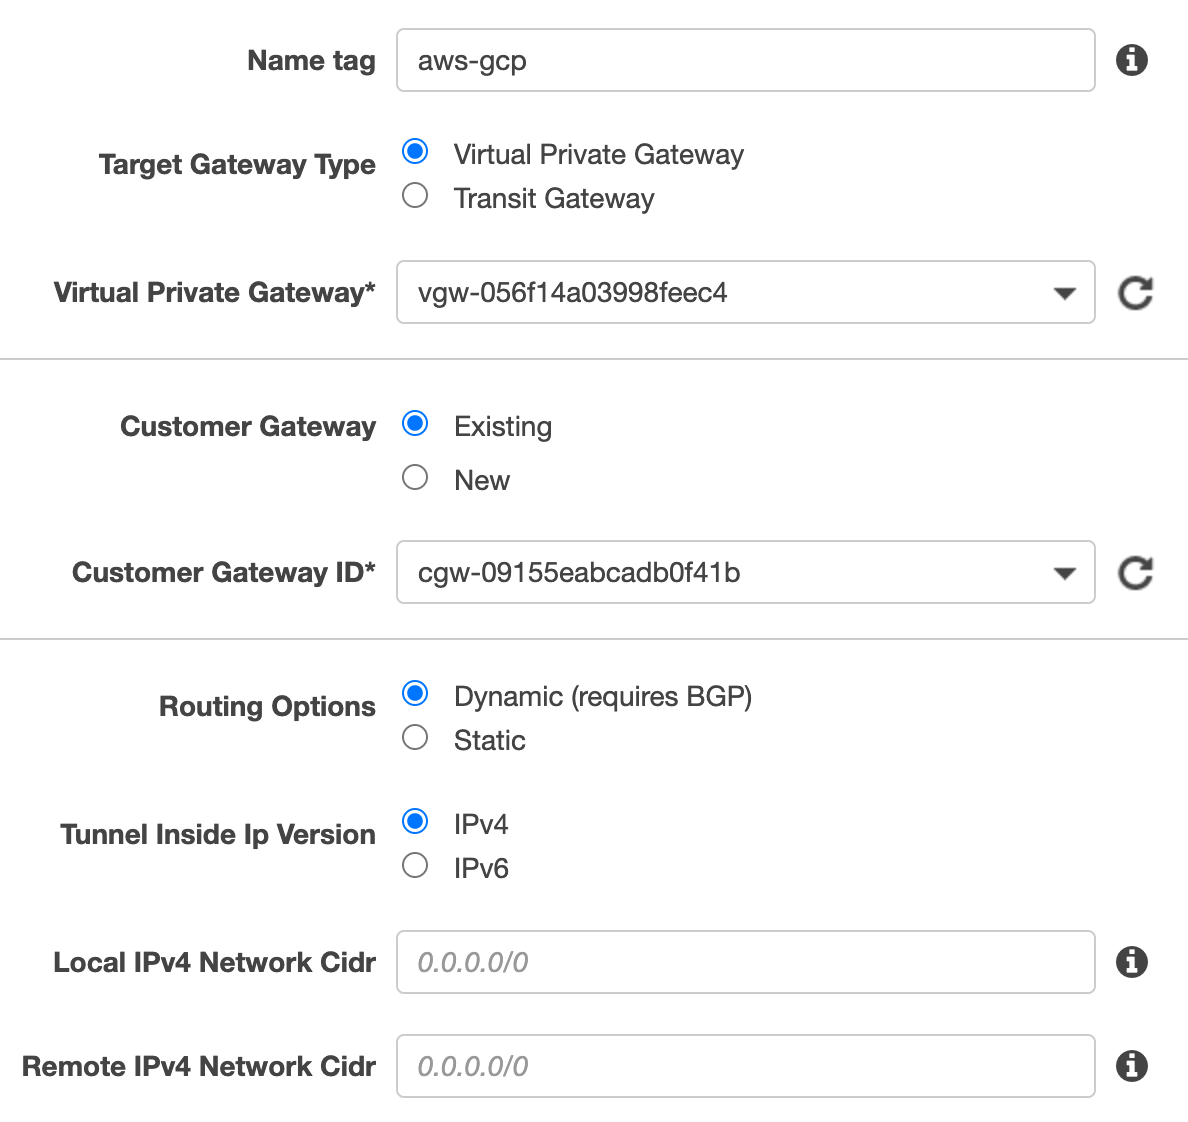 Name tag aws-gcp
Target Gateway Type
Virtual Private Gateway
Transit Gateway
Virtual Private Gateway* vgw-056f14a03998feec4
Customer Gateway
Existing
New
Customer Gateway ID* cgw-09155eabcadb0f41b
Routing Options
Dynamic (requires BGP)
Static
Tunnel Inside Ip Version
IPv4
IPv6
Local IPv4 Network Cidr 0.0.0.0/0
Remote IPv4 Network Cidr 0.0.0.0/0